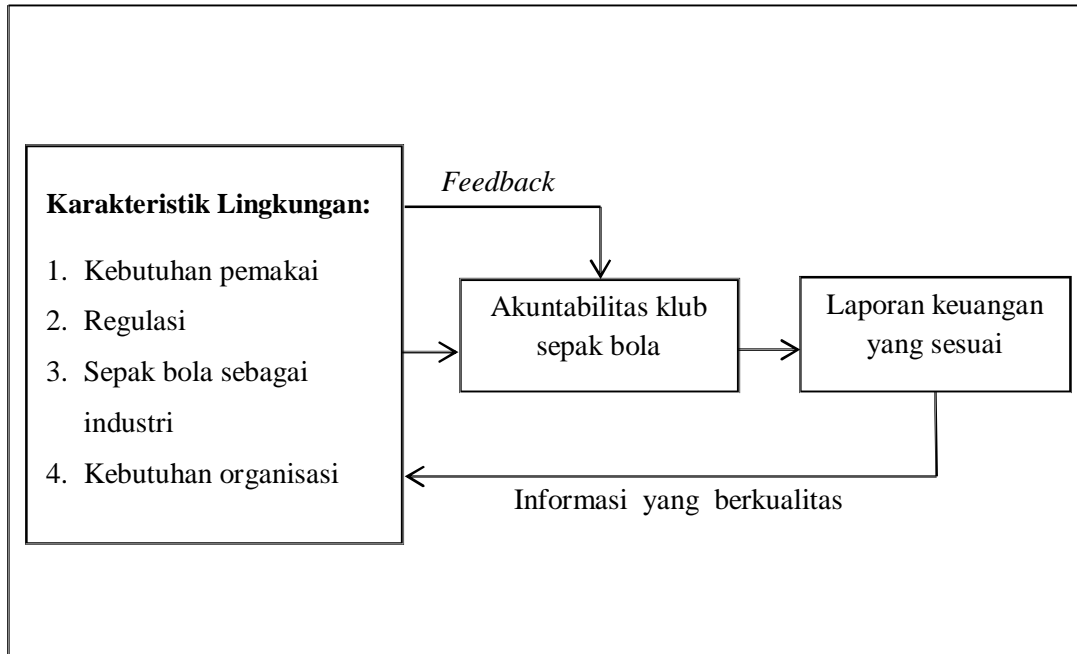 Karakteristik Lingkungan:
1. Kebutuhan pemakai
2. Regulasi
3. Sepak bola sebagai
industri
4. Kebutuhan organisasi
Feedback
Akuntabilitas klub
sepak bola
Laporan keuangan
yang sesuai
Informasi yang berkualitas